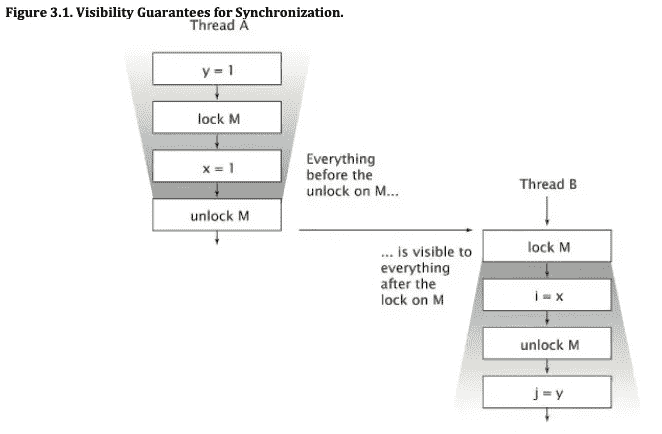 Figure 3.1. Visibility Guarantees for Synchronization.
Thread A
y = 1
lock M
x = 1
unlock M
Everything
before the
unlock on M...
... is visible to
everything
after the
lock on M
Thread B
lock M
i = x
unlock M
j = y